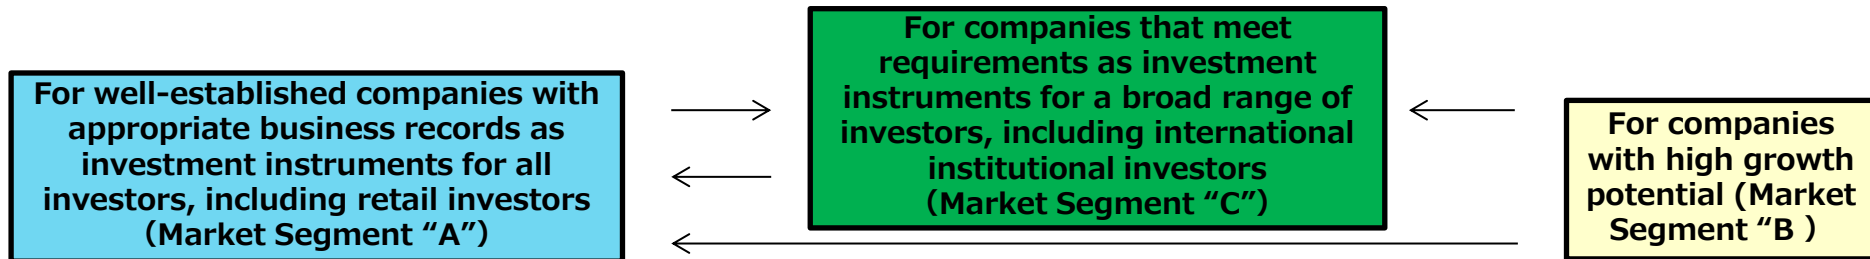 For well-established companies with
appropriate business records as
investment instruments for all
investors, including retail investors
（Market Segment “A”）
For companies that meet
requirements as investment
instruments for a broad range of
investors, including international
institutional investors
（Market Segment “C”）
For companies
with high growth
potential (Market
Segment “B ）